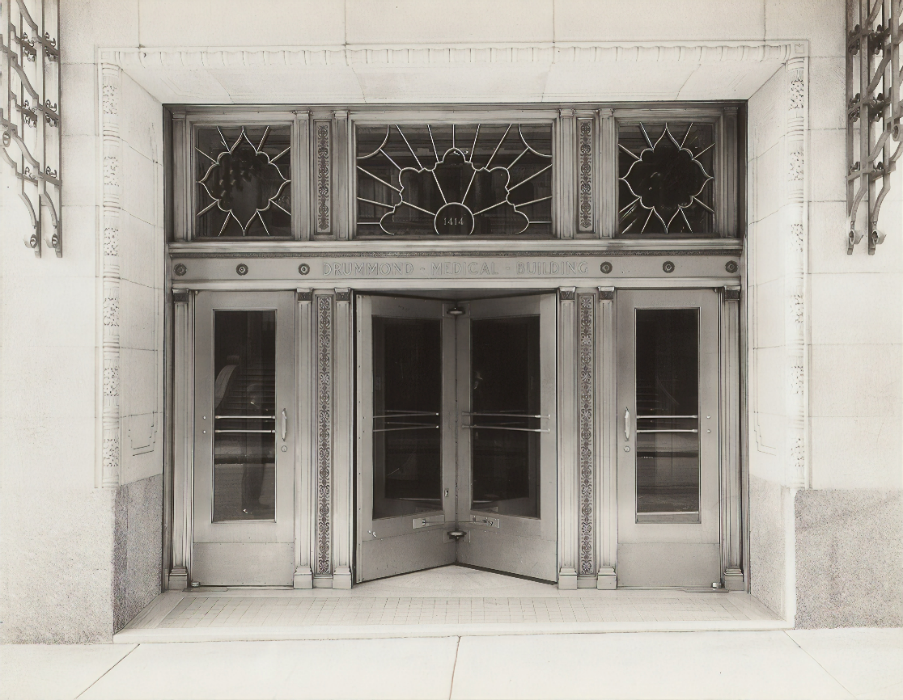 1414
DRUMMOND - MEDICAL - BUILDING